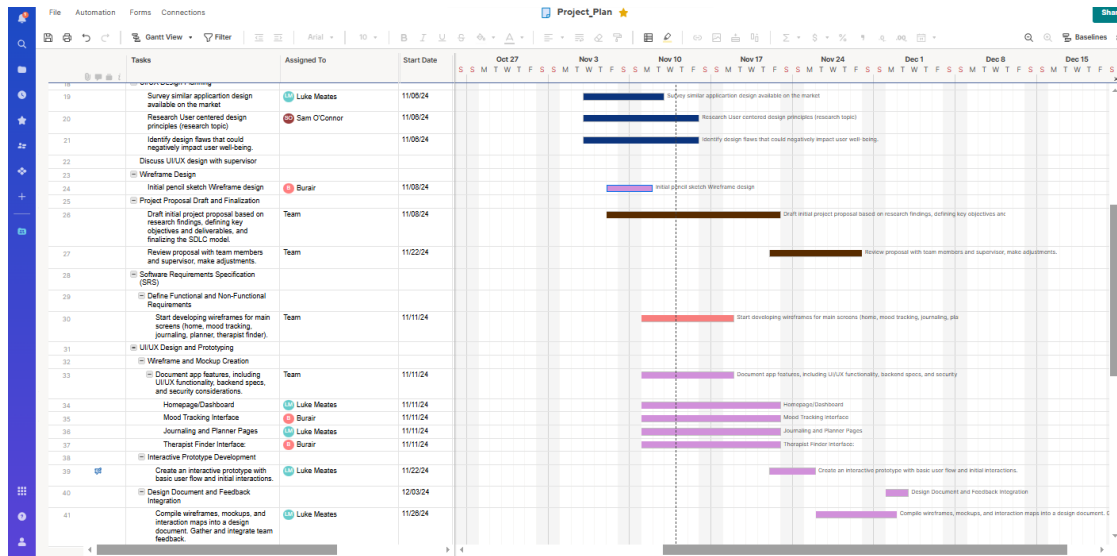 File Automation Forms Connections
Project_Plan
Shar
Gantt View Filter Arial 10 B I U S A Σ $ % .0 .00 Baselines
Tasks Assigned To Start Date
Oct 27 Nov 3 Nov 10 Nov 17 Nov 24 Dec 1 Dec 8 Dec 15
S S M T W T F S S M T W T F S S M T W T F S S M T W T F S S M T W T F S S M T W T F S S M T W T F S S M T W T F S
18 UI/UX Design Planning
19 Survey similar applicartion design available on the market LM Luke Meates 11/06/24 Survey similar applicartion design available on the market
20 Research User centered design principles (research topic) SO Sam O'Connor 11/06/24 Research User centered design principles (research topic)
21 Identify design flaws that could negatively impact user well-being. 11/06/24 Identify design flaws that could negatively impact user well-being.
22 Discuss UI/UX design with supervisor
23 Wireframe Design
24 Initial pencil sketch Wireframe design B Burair 11/08/24 Initial pencil sketch Wireframe design
25 Project Proposal Draft and Finalization
26 Draft initial project proposal based on research findings, defining key objectives and deliverables, and finalizing the SDLC model. Team 11/08/24 Draft initial project proposal based on research findings, defining key objectives anc
27 Review proposal with team members and supervisor, make adjustments. Team 11/22/24 Review proposal with team members and supervisor, make adjustments.
28 Software Requirements Specification (SRS)
29 Define Functional and Non-Functional Requirements
30 Start developing wireframes for main screens (home, mood tracking, journaling, planner, therapist finder). Team 11/11/24 Start developing wireframes for main screens (home, mood tracking, journaling, pla
31 UI/UX Design and Prototyping
32 Wireframe and Mockup Creation
33 Document app features, including UI/UX functionality, backend specs, and security considerations. Team 11/11/24 Document app features, including UI/UX functionality, backend specs, and security
34 Homepage/Dashboard LM Luke Meates 11/11/24 Homepage/Dashboard
35 Mood Tracking Interface B Burair 11/11/24 Mood Tracking Interface
36 Journaling and Planner Pages LM Luke Meates 11/11/24 Journaling and Planner Pages
37 Therapist Finder Interface: B Burair 11/11/24 Therapist Finder Interface:
38 Interactive Prototype Development
39 Create an interactive prototype with basic user flow and initial interactions. LM Luke Meates 11/22/24 Create an interactive prototype with basic user flow and initial interactions.
40 Design Document and Feedback Integration 12/03/24 Design Document and Feedback Integration
41 Compile wireframes, mockups, and interaction maps into a design document. Gather and integrate team feedback. LM Luke Meates 11/26/24 Compile wireframes, mockups, and interaction maps into a design document. G